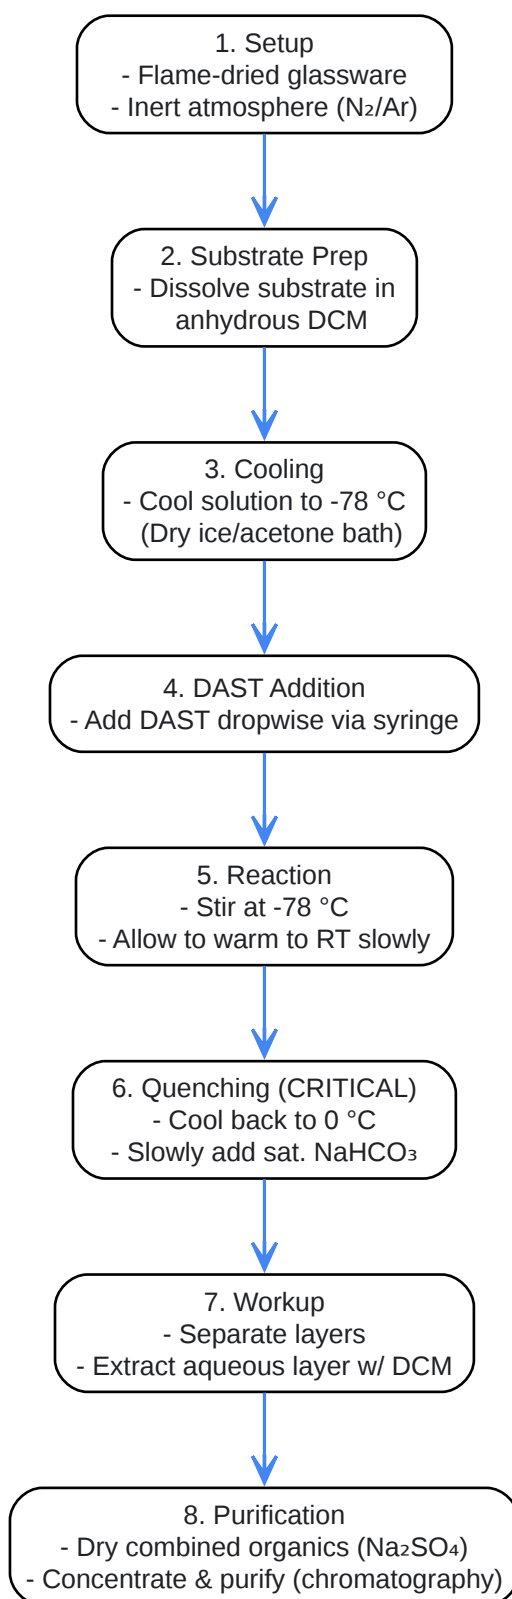 1. Setup
- Flame-dried glassware
- Inert atmosphere (N₂/Ar)
2. Substrate Prep
- Dissolve substrate in
anhydrous DCM
3. Cooling
- Cool solution to -78 °C
(Dry ice/acetone bath)
4. DAST Addition
- Add DAST dropwise via syringe
5. Reaction
- Stir at -78 °C
- Allow to warm to RT slowly
6. Quenching (CRITICAL)
- Cool back to 0 °C
- Slowly add sat. NaHCO₃
7. Workup
- Separate layers
- Extract aqueous layer w/ DCM
8. Purification
- Dry combined organics (Na₂SO₄)
- Concentrate & purify (chromatography)